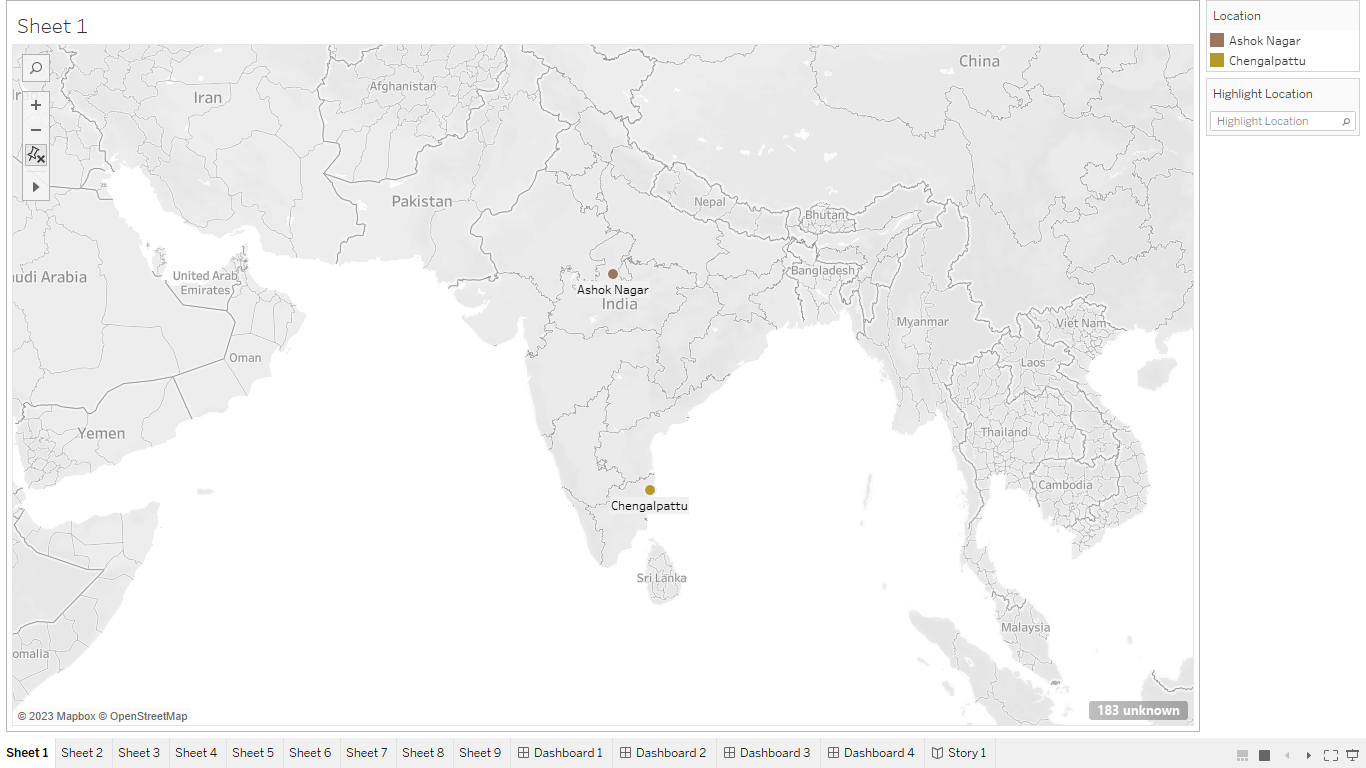 Sheet 1
Location
Ashok Nagar
Chengalpattu
Highlight Location
Highlight Location
China
Iran
Afghanistan
Pakistan
Nepal
Bhutan
udi Arabia
United Arab
Emirates
Bangladesh
Ashok Nagar
India
Myanmar
Viet Nam
Oman
Laos
Yemen
Thailand
Cambodia
Chengalpattu
Sri Lanka
Malaysia
omalia
183 unknown
© 2023 Mapbox © OpenStreetMap
Sheet 1 Sheet 2 Sheet 3 Sheet 4 Sheet 5 Sheet 6 Sheet 7 Sheet 8 Sheet 9 Dashboard 1 Dashboard 2 Dashboard 3 Dashboard 4 Story 1